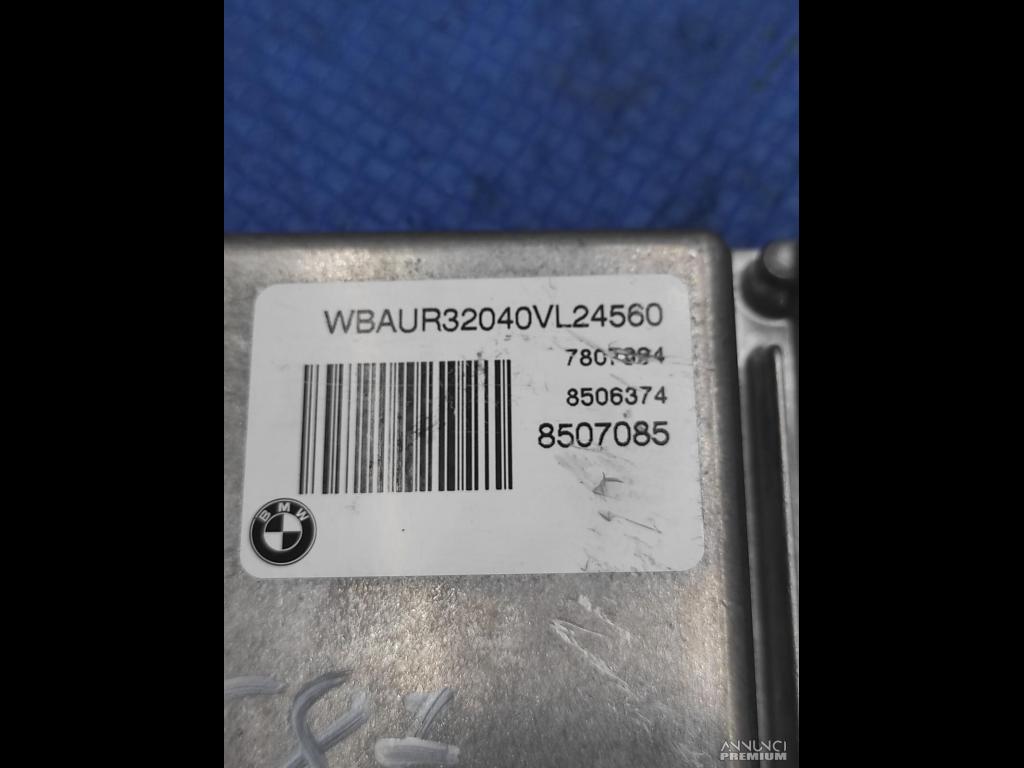 WBAUR32040VL24560
8506374
8507085
BMW
ANNUNCI
PREMIUM